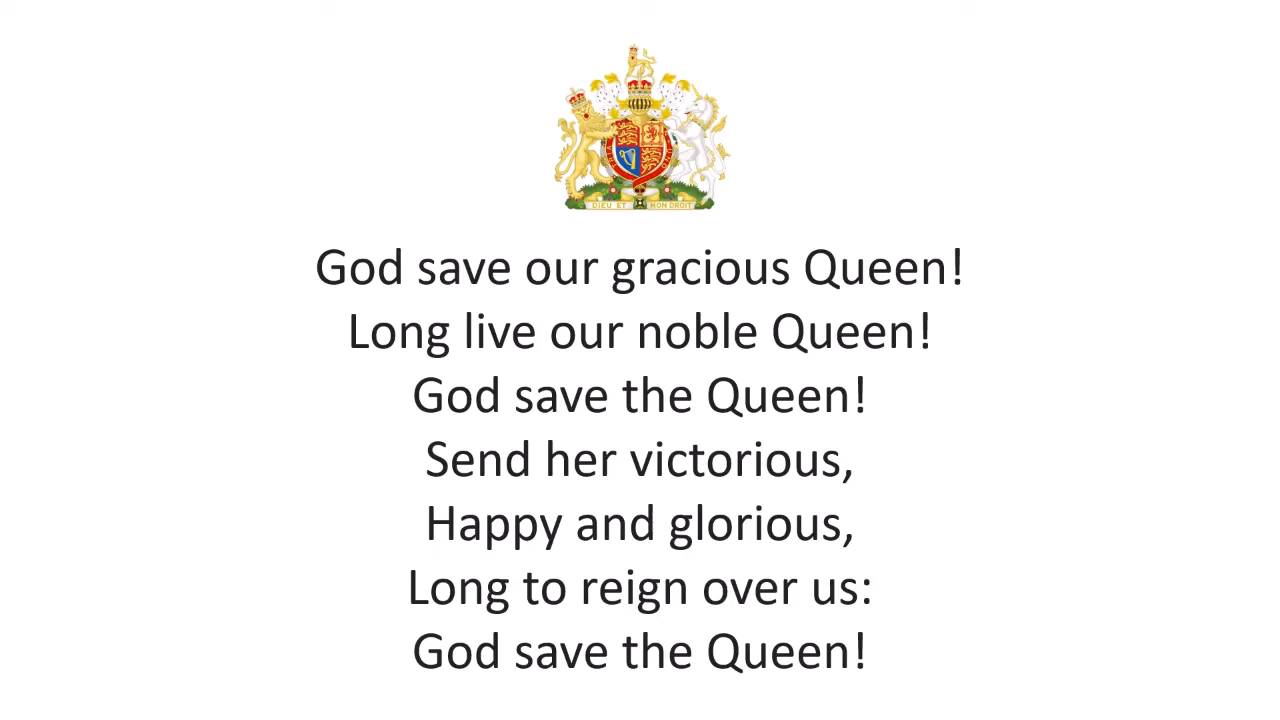 DIEU ET MON DROIT
God save our gracious Queen!
Long live our noble Queen!
God save the Queen!
Send her victorious,
Happy and glorious,
Long to reign over us:
God save the Queen!